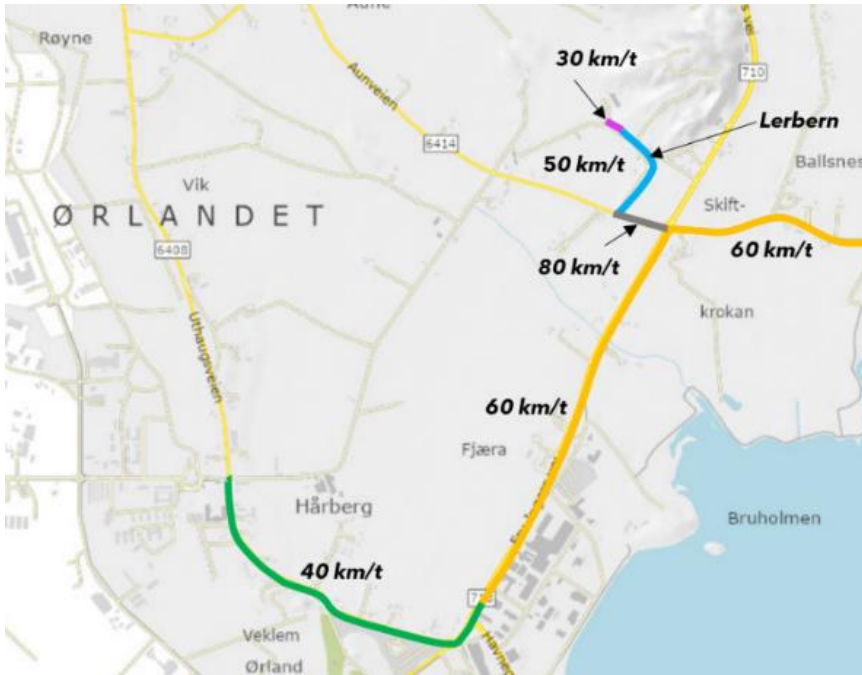 Røyne
30 km/t
710
Aunveien
Lerbern
6414
50 km/t
Ballsnes
Vik
ØRLANDET
Skift-
6408
80 km/t
60 km/t
krokan
Uthaugsveien
60 km/t
Fjæra
Hårberg
Bruholmen
40 km/t
Veklem
Ørland